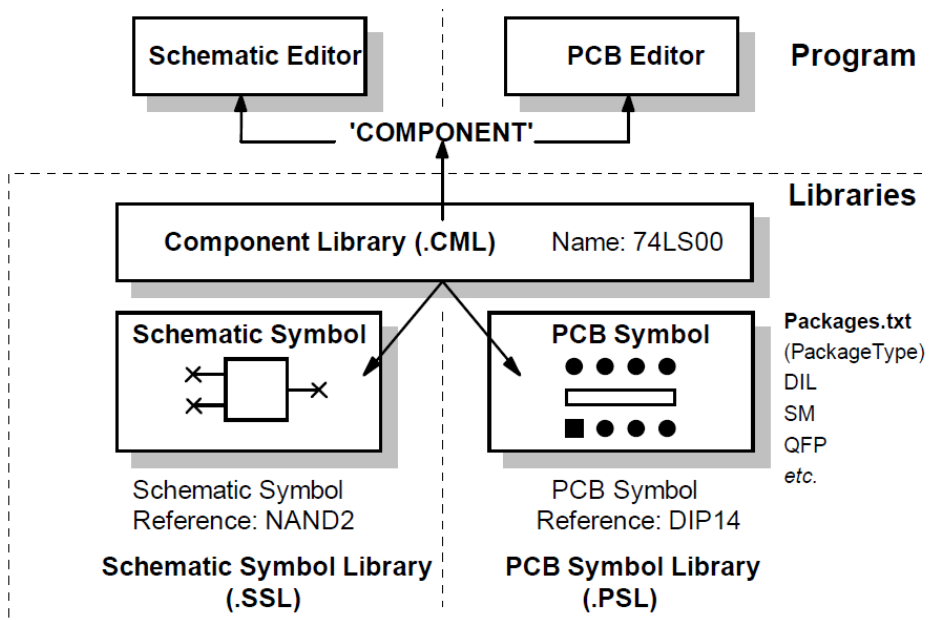 Schematic Editor
PCB Editor
Program
'COMPONENT'
Libraries
Component Library (.CML)
Name: 74LS00
Schematic Symbol
PCB Symbol
Packages.txt
(PackageType)
DIL
SM
QFP
etc.
Schematic Symbol
Reference: NAND2
PCB Symbol
Reference: DIP14
Schematic Symbol Library
(.SSL)
PCB Symbol Library
(.PSL)